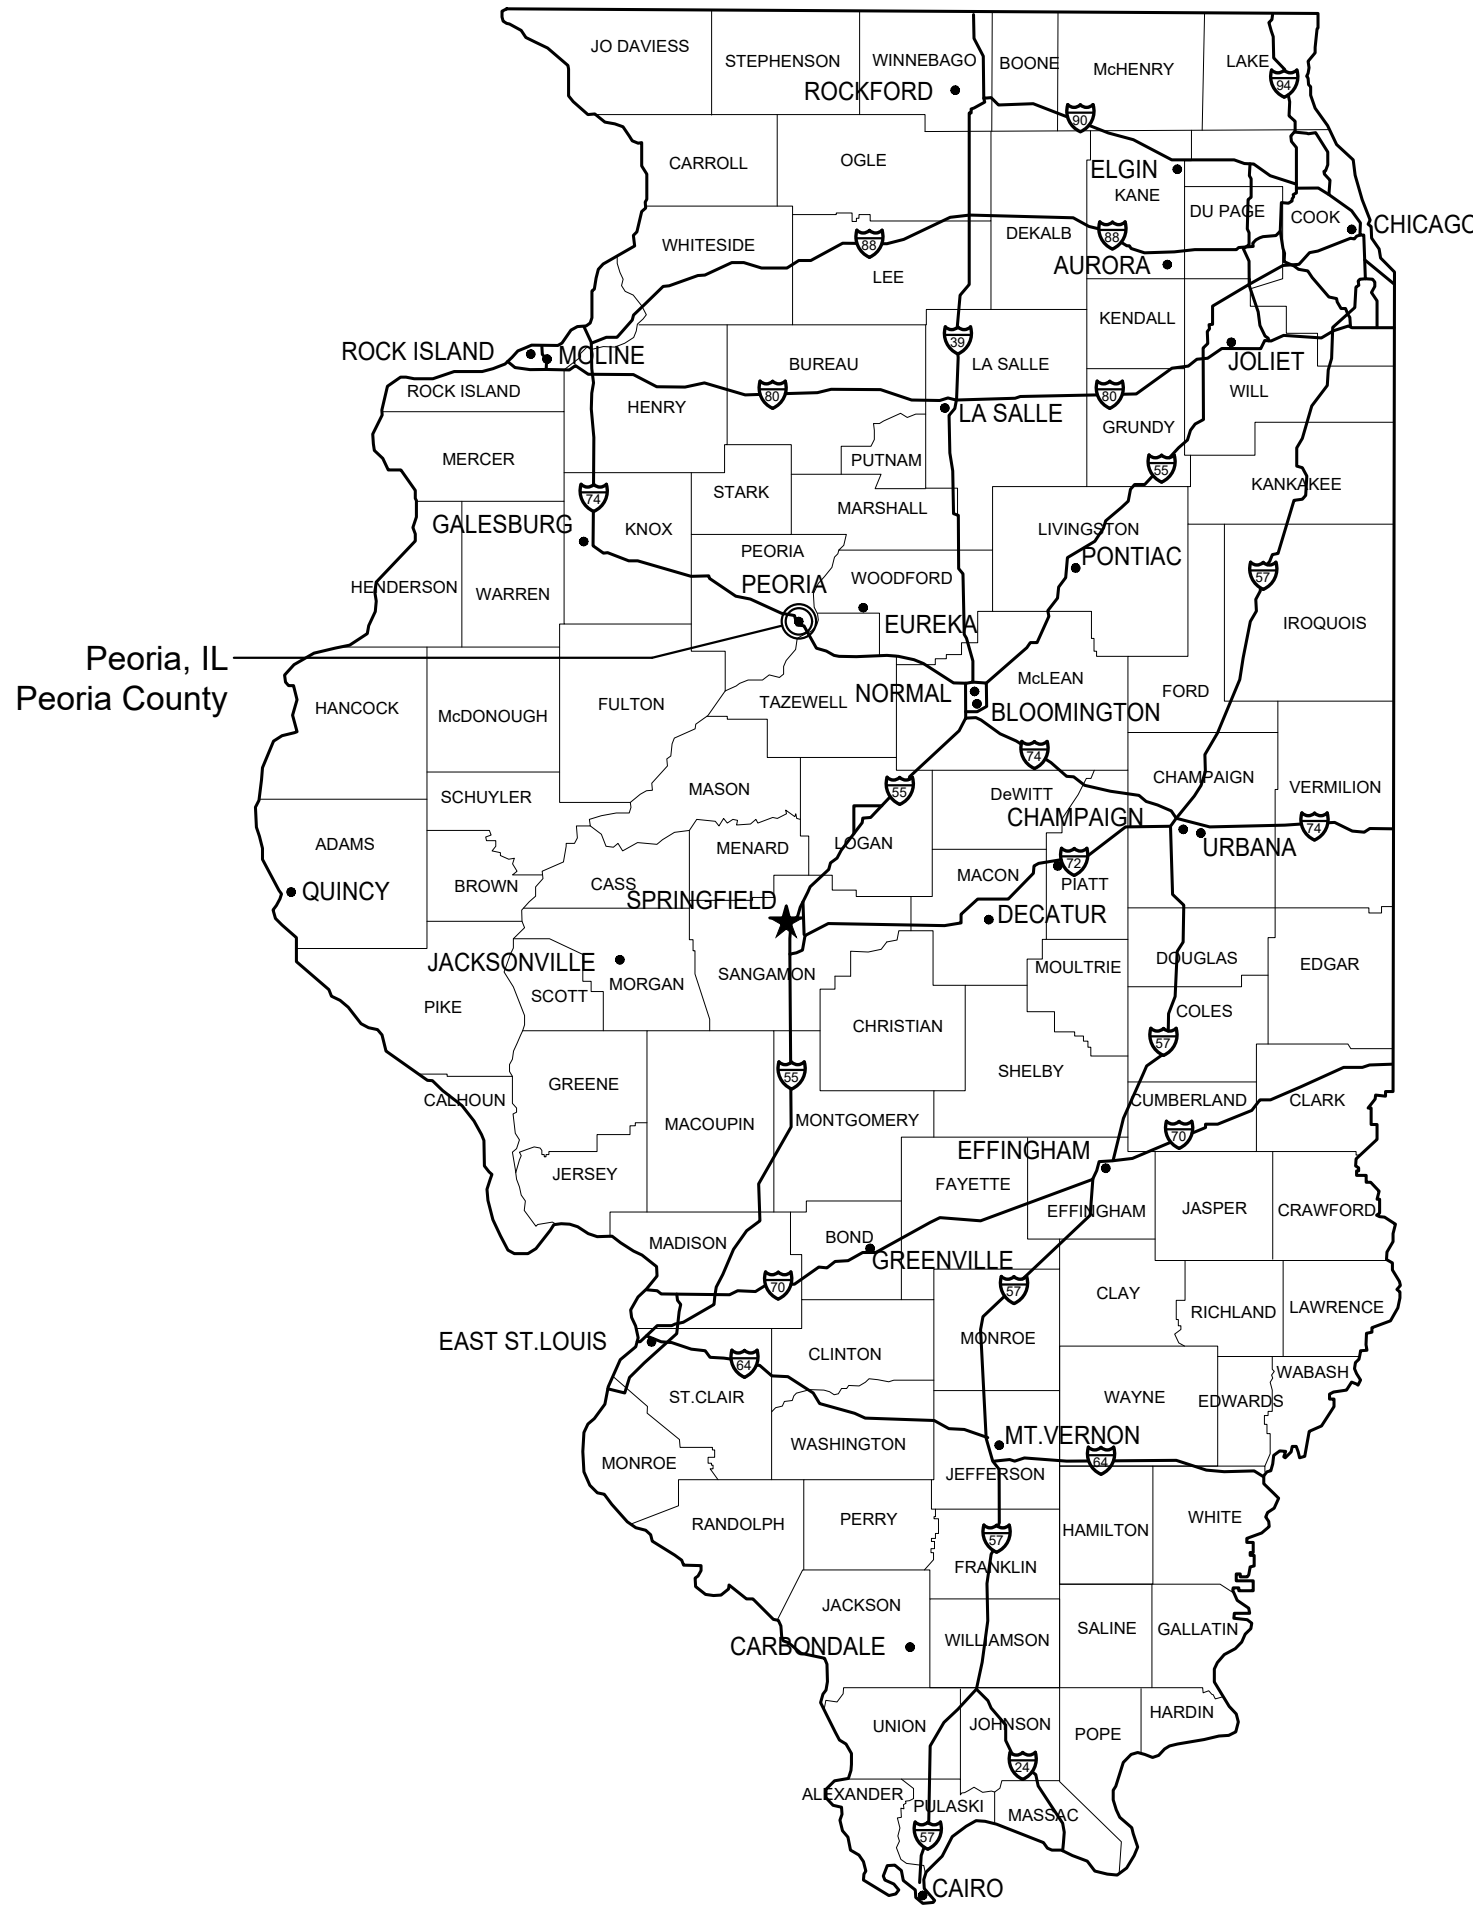 JO DAVIESS
STEPHENSON
WINNEBAGO
BOONE
McHENRY
LAKE
94
ROCKFORD
90
CARROLL
OGLE
ELGIN
KANE
DU PAGE
COOK
CHICAGO
WHITESIDE
88
DEKALB
88
LEE
AURORA
KENDALL
39
ROCK ISLAND
MOLINE
BUREAU
LA SALLE
JOLIET
ROCK ISLAND
HENRY
80
80
WILL
LA SALLE
GRUNDY
MERCER
PUTNAM
55
STARK
KANKAKEE
74
MARSHALL
GALESBURG
KNOX
LIVINGSTON
PEORIA
PONTIAC
PEORIA
WOODFORD
57
HENDERSON
WARREN
EUREKA
IROQUOIS
Peoria, IL
Peoria County
HANCOCK
McDONOUGH
FULTON
TAZEWELL
NORMAL
McLEAN
FORD
BLOOMINGTON
74
SCHUYLER
MASON
55
DeWITT
CHAMPAIGN
VERMILION
CHAMPAIGN
74
ADAMS
MENARD
LOGAN
URBANA
QUINCY
BROWN
CASS
MACON
72
PIATT
SPRINGFIELD
DECATUR
JACKSONVILLE
MORGAN
SANGAMON
MOULTRIE
DOUGLAS
EDGAR
PIKE
SCOTT
CHRISTIAN
COLES
57
GREENE
55
SHELBY
CALHOUN
MACOUPIN
MONTGOMERY
CUMBERLAND
CLARK
70
EFFINGHAM
JERSEY
FAYETTE
EFFINGHAM
JASPER
CRAWFORD
MADISON
BOND
GREENVILLE
70
57
CLAY
RICHLAND
LAWRENCE
EAST ST.LOUIS
64
CLINTON
MONROE
WABASH
ST.CLAIR
WAYNE
EDWARDS
WASHINGTON
MT.VERNON
MONROE
JEFFERSON
64
RANDOLPH
PERRY
57
HAMILTON
WHITE
FRANKLIN
JACKSON
CARBONDALE
WILLIAMSON
SALINE
GALLATIN
UNION
JOHNSON
POPE
HARDIN
24
ALEXANDER
PULASKI
MASSAC
57
CAIRO